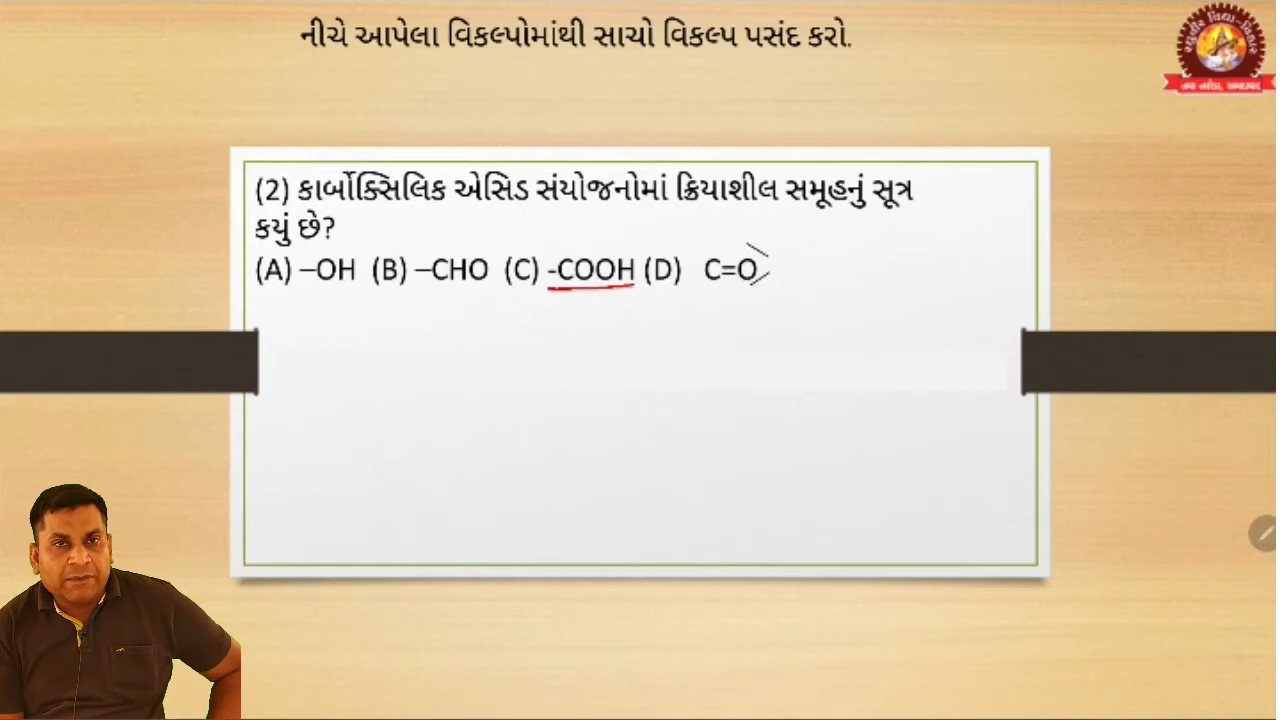 નીચે આપેલા વિકલ્પોમાંથી સાચો વિકલ્પ પસંદ કરો.
(2) કાર્બોક્સિલિક એસિડ સંયોજનોમાં ક્રિયાશીલ સમૂહનું સૂત્ર
કયું છે?
(A) –OH (B) –CHO (C) -COOH (D) C=O